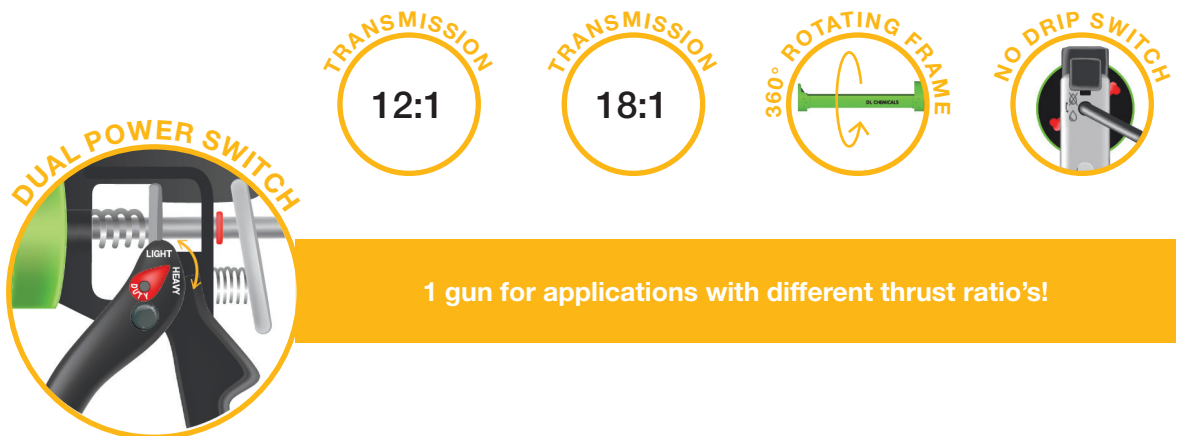 TRANSMISSION
12:1
TRANSMISSION
18:1
360° ROTATING FRAME
DL CHEMICALS
NO DRIP SWITCH
DUAL POWER SWITCH
LIGHT
HEAVY
DUTY
1 gun for applications with different thrust ratio's!